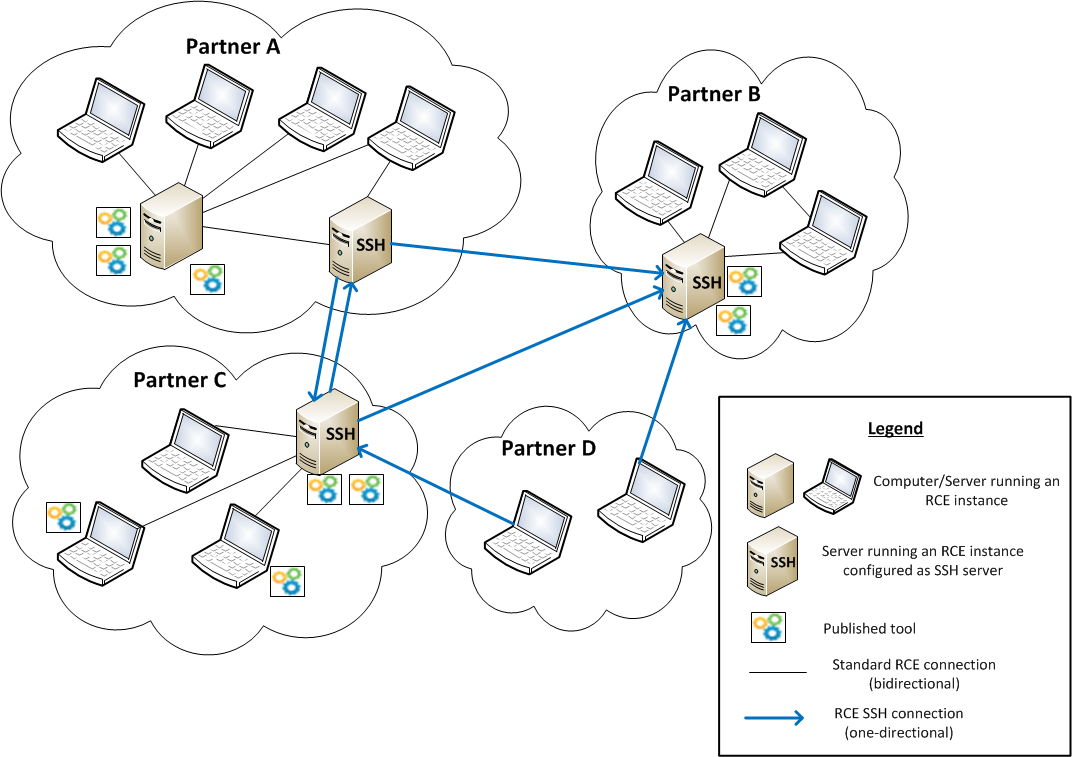 Partner A
Partner B
SSH
SSH
Partner C
SSH
Partner D
Legend
Computer/Server running an
RCE instance
Server running an RCE instance
configured as SSH server
SSH
Published tool
Standard RCE connection
(bidirectional)
RCE SSH connection
(one-directional)